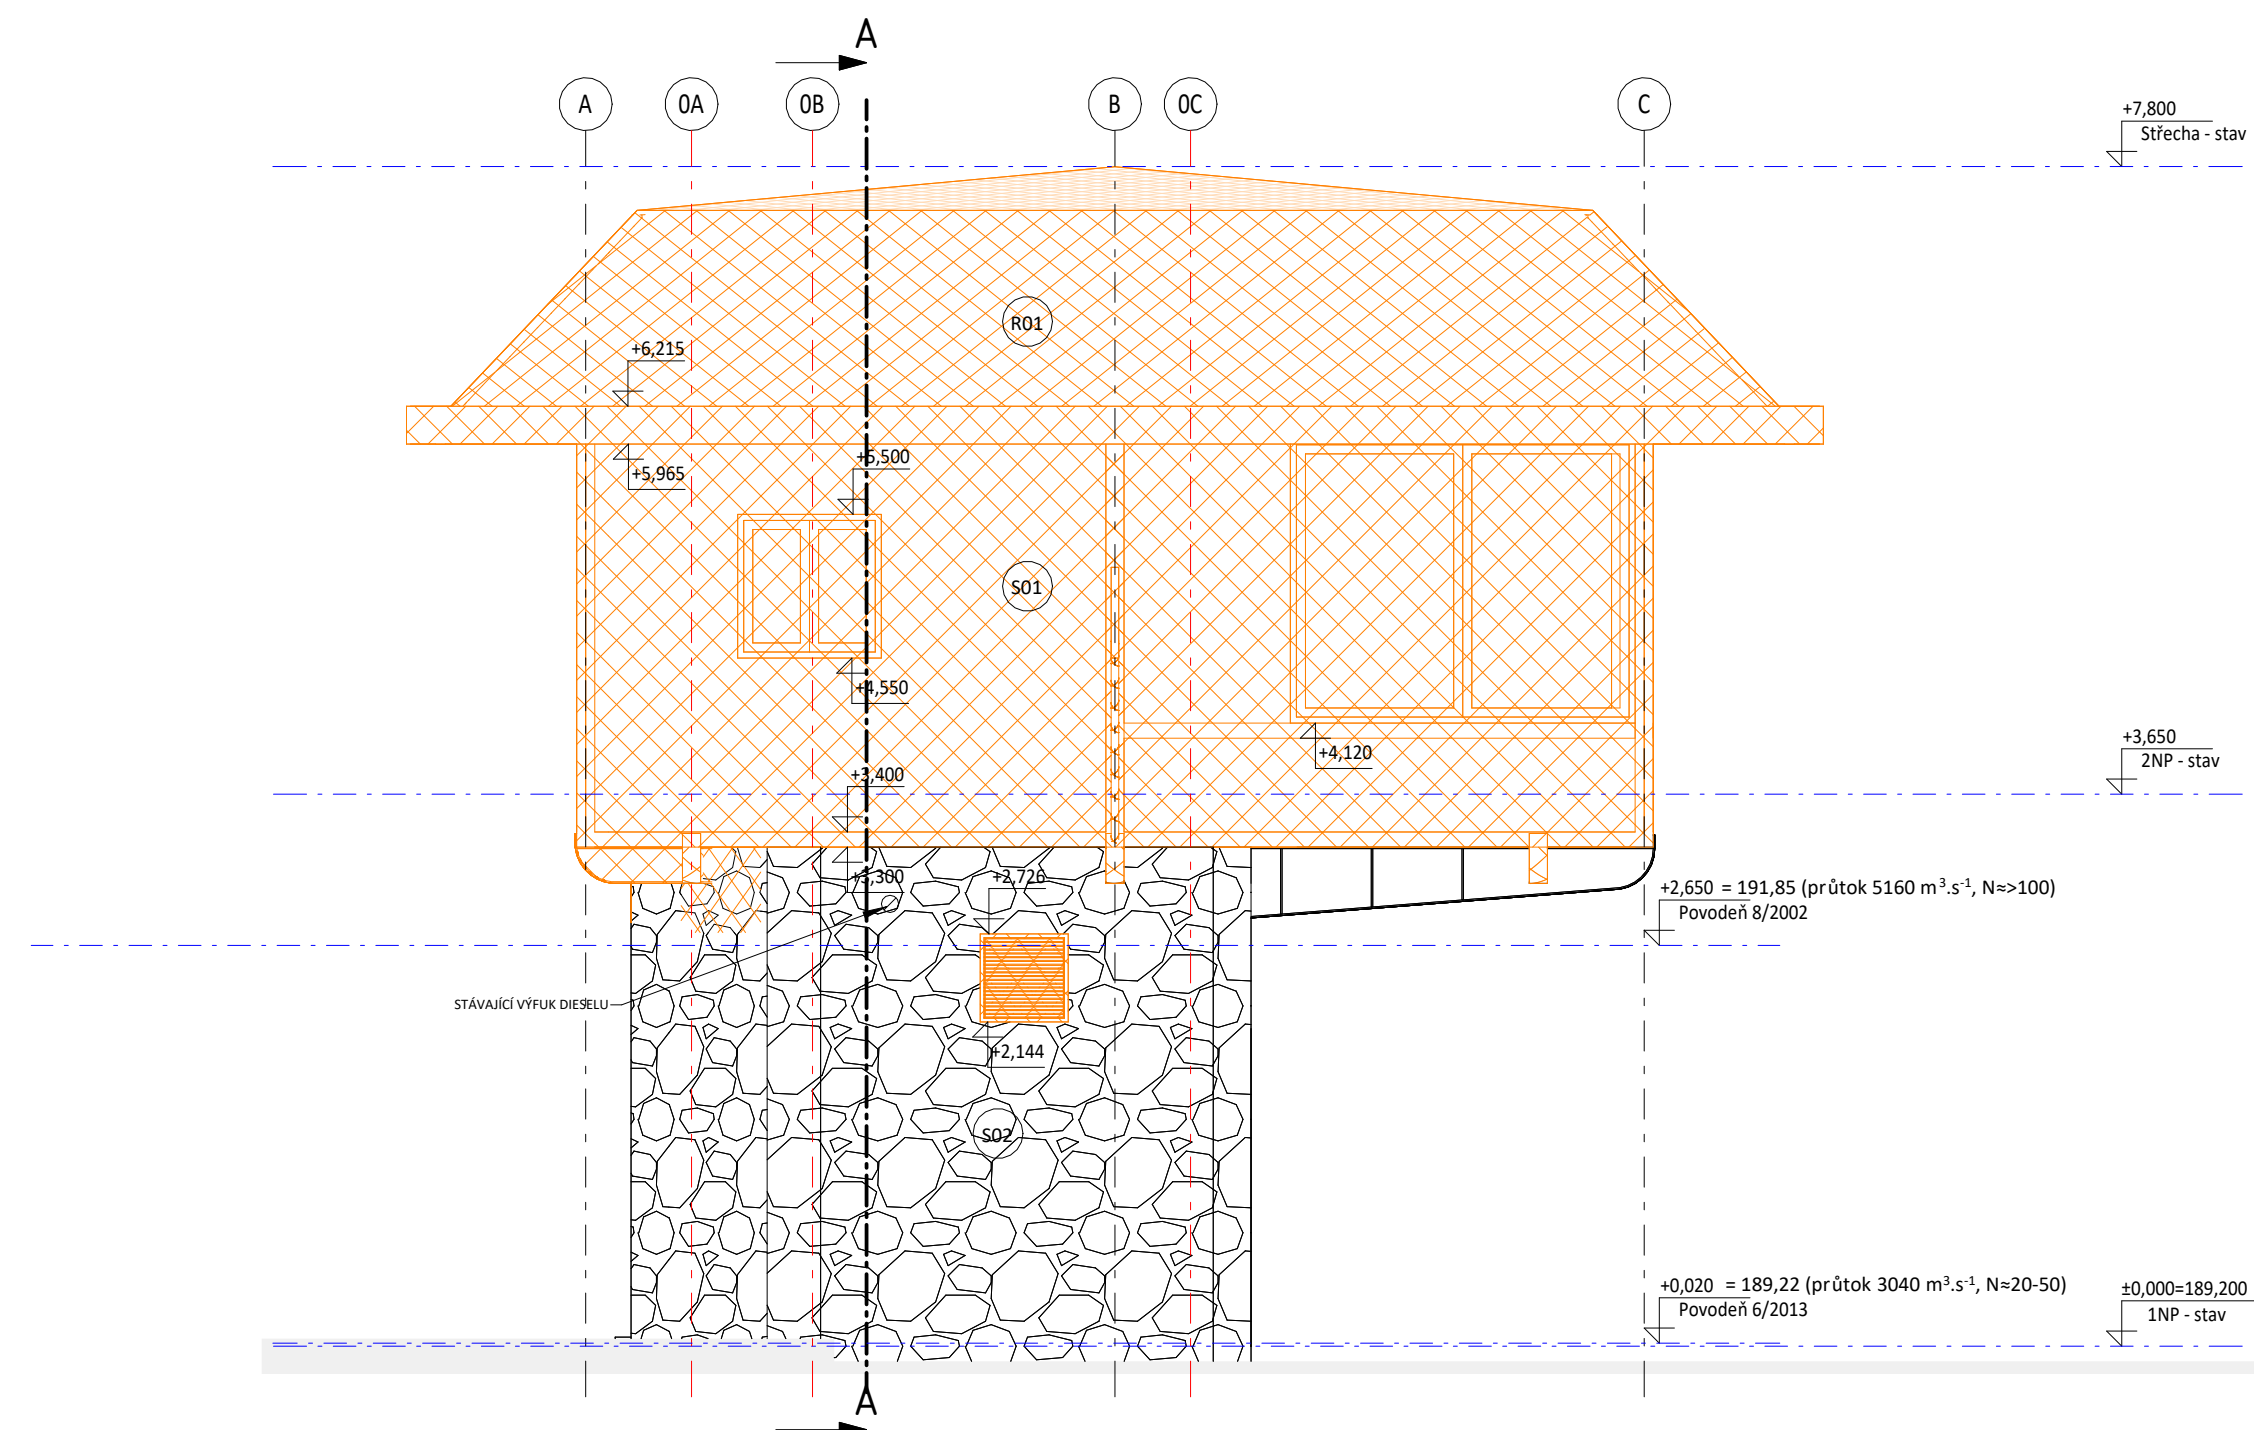 A
A
0A
0B
B
0C
C
+7,800
Střecha - stav
R01
+6,215
+5,965
+5,500
S01
+4,550
+4,120
+3,650
2NP - stav
+3,400
+3,300
+2,726
+2,650 = 191,85 (průtok 5160 m³.s⁻¹, N≈>100)
Povodeň 8/2002
STÁVAJÍCÍ VÝFUK DIESELU
+2,144
S02
+0,020 = 189,22 (průtok 3040 m³.s⁻¹, N≈20-50)
Povodeň 6/2013
±0,000=189,200
1NP - stav
A